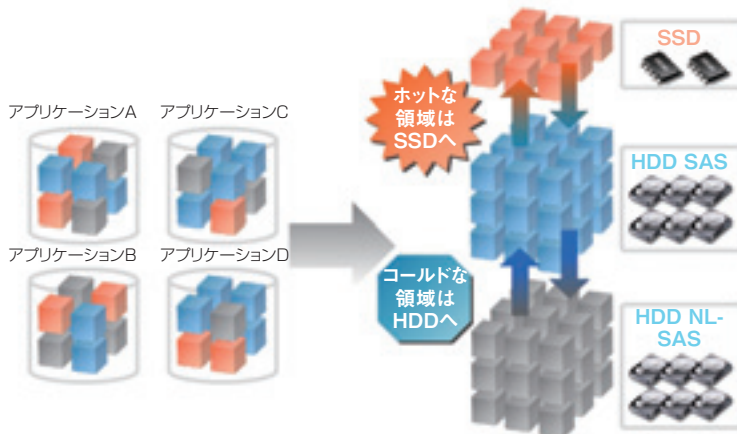 アプリケーションA
アプリケーションC
アプリケーションB
アプリケーションD
ホットな
領域は
SSDへ
コールドな
領域は
HDDへ
SSD
HDD SAS
HDD NL-
SAS